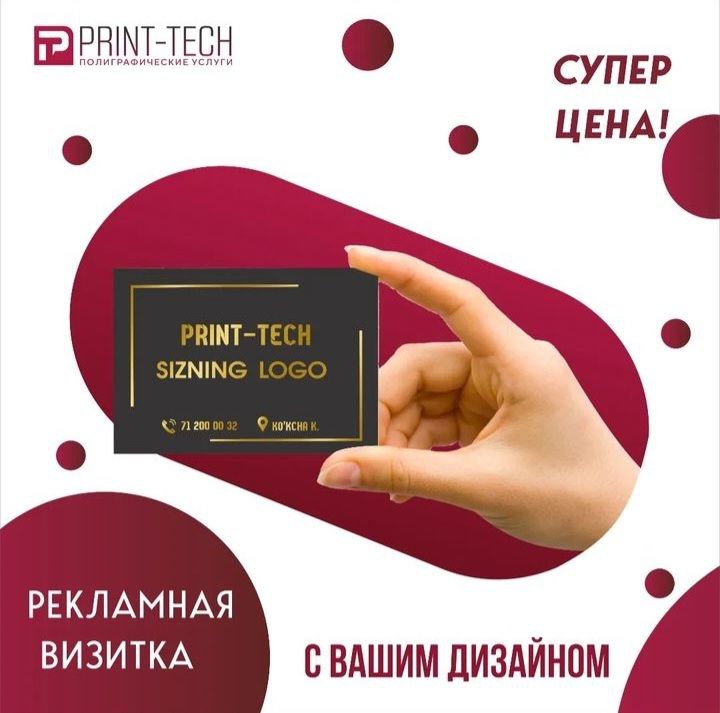 PRINT-TECH
ПОЛИГРАФИЧЕСКИЕ УСЛУГИ
СУПЕР
ЦЕНА!
PRINT-TECH
SIZNING LOGO
71 200 00 32 KO'KCHA K.
РЕКЛАМНАЯ
ВИЗИТКА
С ВАШИМ ДИЗАЙНОМ